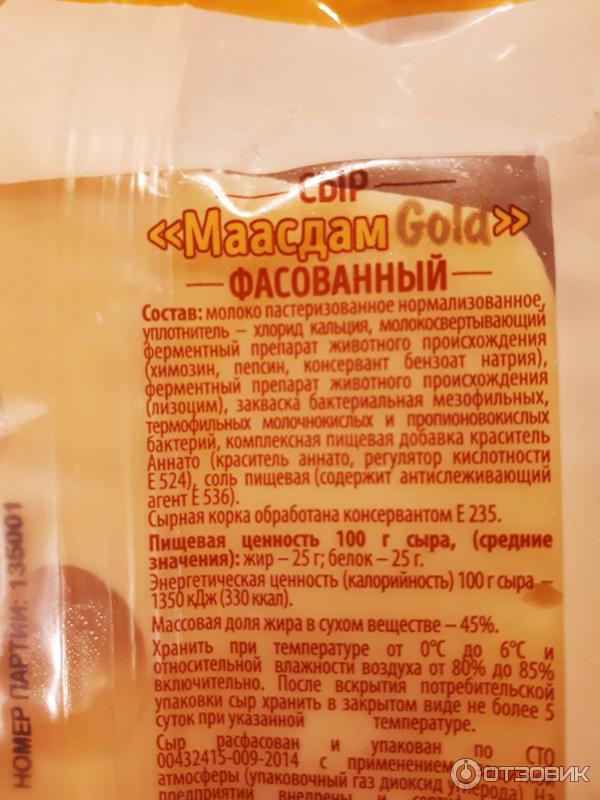 СЫР
«Маасдам Gold»
ФАСОВАННЫЙ
Состав: молоко пастеризованное нормализованное,
уплотнитель – хлорид кальция, молокосвертывающий
ферментный препарат животного происхождения
(химозин, пепсин, консервант бензоат натрия),
ферментный препарат животного происхождения
(лизоцим), закваска бактериальная мезофильных,
термофильных молочнокислых и пропионовокислых
бактерий, комплексная пищевая добавка краситель
Аннато (краситель аннато, регулятор кислотности
Е 524), соль пищевая (содержит антислеживающий
агент Е 536).
Сырная корка обработана консервантом Е 235.
Пищевая ценность 100 г сыра, (средние
значения): жир – 25 г; белок – 25 г.
Энергетическая ценность (калорийность) 100 г сыра –
1350 кДж (330 ккал).
Массовая доля жира в сухом веществе – 45%.
Хранить при температуре от 0°С до 6°С и
относительной влажности воздуха от 80% до 85%
включительно. После вскрытия потребительской
упаковки сыр хранить в закрытом виде не более 5
суток при указанной температуре.
Сыр расфасован и упакован по СТО
00432415-009-2014 с применением
атмосферы (упаковочный газ диоксид углерода). На
предприятии внедрены и
НОМЕР ПАРТИИ: 135001
ОТЗОВИК